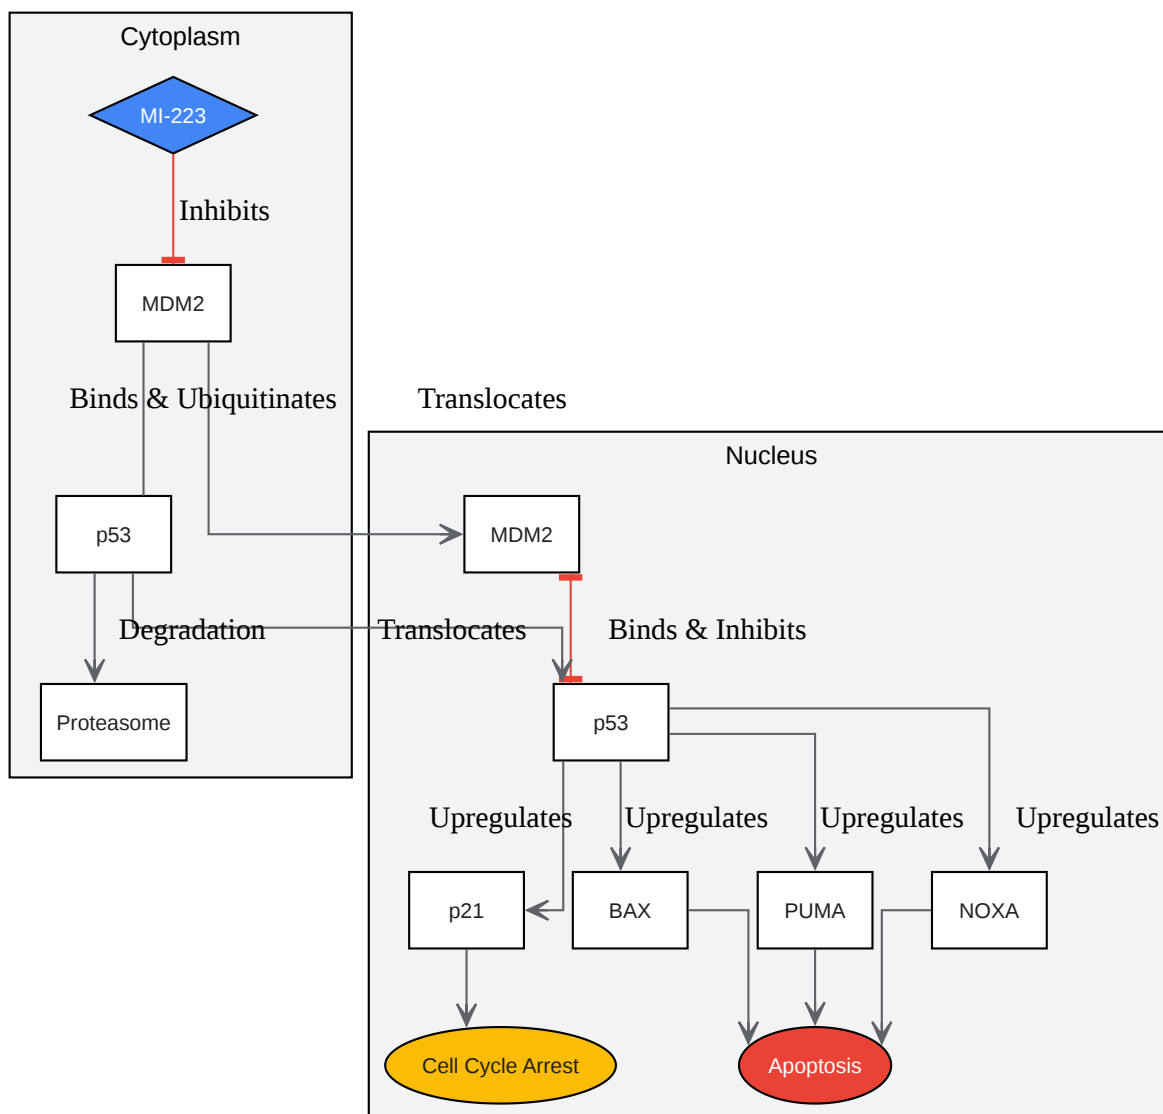 Cytoplasm
MI-223
Inhibits
MDM2
Binds & Ubiquitinates
Translocates
Nucleus
p53
MDM2
Degradation
Translocates
Binds & Inhibits
Proteasome
p53
Upregulates
Upregulates
Upregulates
Upregulates
p21
BAX
PUMA
NOXA
Cell Cycle Arrest
Apoptosis